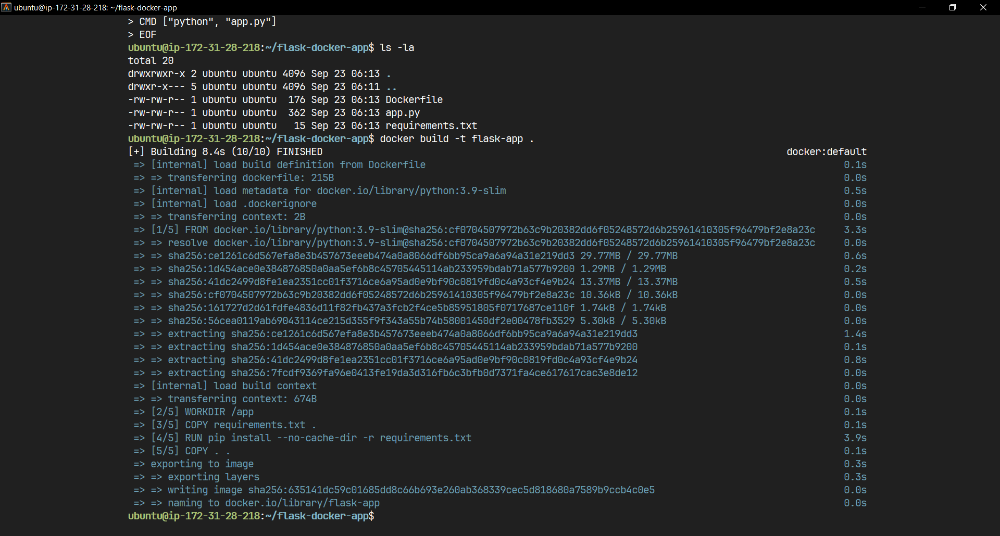 ubuntu@ip-172-31-28-218: ~/flask-docker-app
> CMD ["python", "app.py"]
> EOF
ubuntu@ip-172-31-28-218:~/flask-docker-app$ ls -la
total 20
drwxrwxr-x 2 ubuntu ubuntu 4096 Sep 23 06:13 .
drwxr-x--- 5 ubuntu ubuntu 4096 Sep 23 06:11 ..
-rw-rw-r-- 1 ubuntu ubuntu  176 Sep 23 06:13 Dockerfile
-rw-rw-r-- 1 ubuntu ubuntu  362 Sep 23 06:13 app.py
-rw-rw-r-- 1 ubuntu ubuntu   15 Sep 23 06:13 requirements.txt
ubuntu@ip-172-31-28-218:~/flask-docker-app$ docker build -t flask-app .
[+] Building 8.4s (10/10) FINISHED docker:default
=> [internal] load build definition from Dockerfile 0.1s
=> => transferring dockerfile: 215B 0.0s
=> [internal] load metadata for docker.io/library/python:3.9-slim 0.5s
=> [internal] load .dockerignore 0.0s
=> => transferring context: 2B 0.0s
=> [1/5] FROM docker.io/library/python:3.9-slim@sha256:cf0704507972b63c9b20382dd6f05248572d6b25961410305f96479bf2e8a23c 3.3s
=> => resolve docker.io/library/python:3.9-slim@sha256:cf0704507972b63c9b20382dd6f05248572d6b25961410305f96479bf2e8a23c 0.0s
=> => sha256:ce1261c6d567efa8e3b457673eeeb474a0a8066df6bb95ca9a6a94a31e219dd3 29.77MB / 29.77MB 0.6s
=> => sha256:1d454ace0e384876850a0aa5ef6b8c45705445114ab233959bdab71a577b9200 1.29MB / 1.29MB 0.2s
=> => sha256:41dc2499d8fe1ea2351cc01f3716ce6a95ad0e9bf90c0819fd0c4a93cf4e9b24 13.37MB / 13.37MB 0.5s
=> => sha256:cf0704507972b63c9b20382dd6f05248572d6b25961410305f96479bf2e8a23c 10.36kB / 10.36kB 0.0s
=> => sha256:161727d2d61fdfe4836d11f82fb437a3fcb2f4ce5b85951805f0717687ce110f 1.74kB / 1.74kB 0.0s
=> => sha256:56cea0119ab69043114ce215d355f9f343a55b74b58001450df2e00478fb3529 5.30kB / 5.30kB 0.0s
=> => extracting sha256:ce1261c6d567efa8e3b457673eeeb474a0a8066df6bb95ca9a6a94a31e219dd3 1.4s
=> => extracting sha256:1d454ace0e384876850a0aa5ef6b8c45705445114ab233959bdab71a577b9200 0.1s
=> => extracting sha256:41dc2499d8fe1ea2351cc01f3716ce6a95ad0e9bf90c0819fd0c4a93cf4e9b24 0.8s
=> => extracting sha256:7fcdf9369fa96e0413fe19da3d316fb6c3bfb0d7371fa4ce617617cac3e8de12 0.0s
=> [internal] load build context 0.0s
=> => transferring context: 674B 0.0s
=> [2/5] WORKDIR /app 0.1s
=> [3/5] COPY requirements.txt . 0.1s
=> [4/5] RUN pip install --no-cache-dir -r requirements.txt 3.9s
=> [5/5] COPY . . 0.1s
=> exporting to image 0.3s
=> => exporting layers 0.3s
=> => writing image sha256:635141dc59c01685dd8c66b693e260ab368339cec5d818680a7589b9ccb4c0e5 0.0s
=> => naming to docker.io/library/flask-app 0.0s
ubuntu@ip-172-31-28-218:~/flask-docker-app$